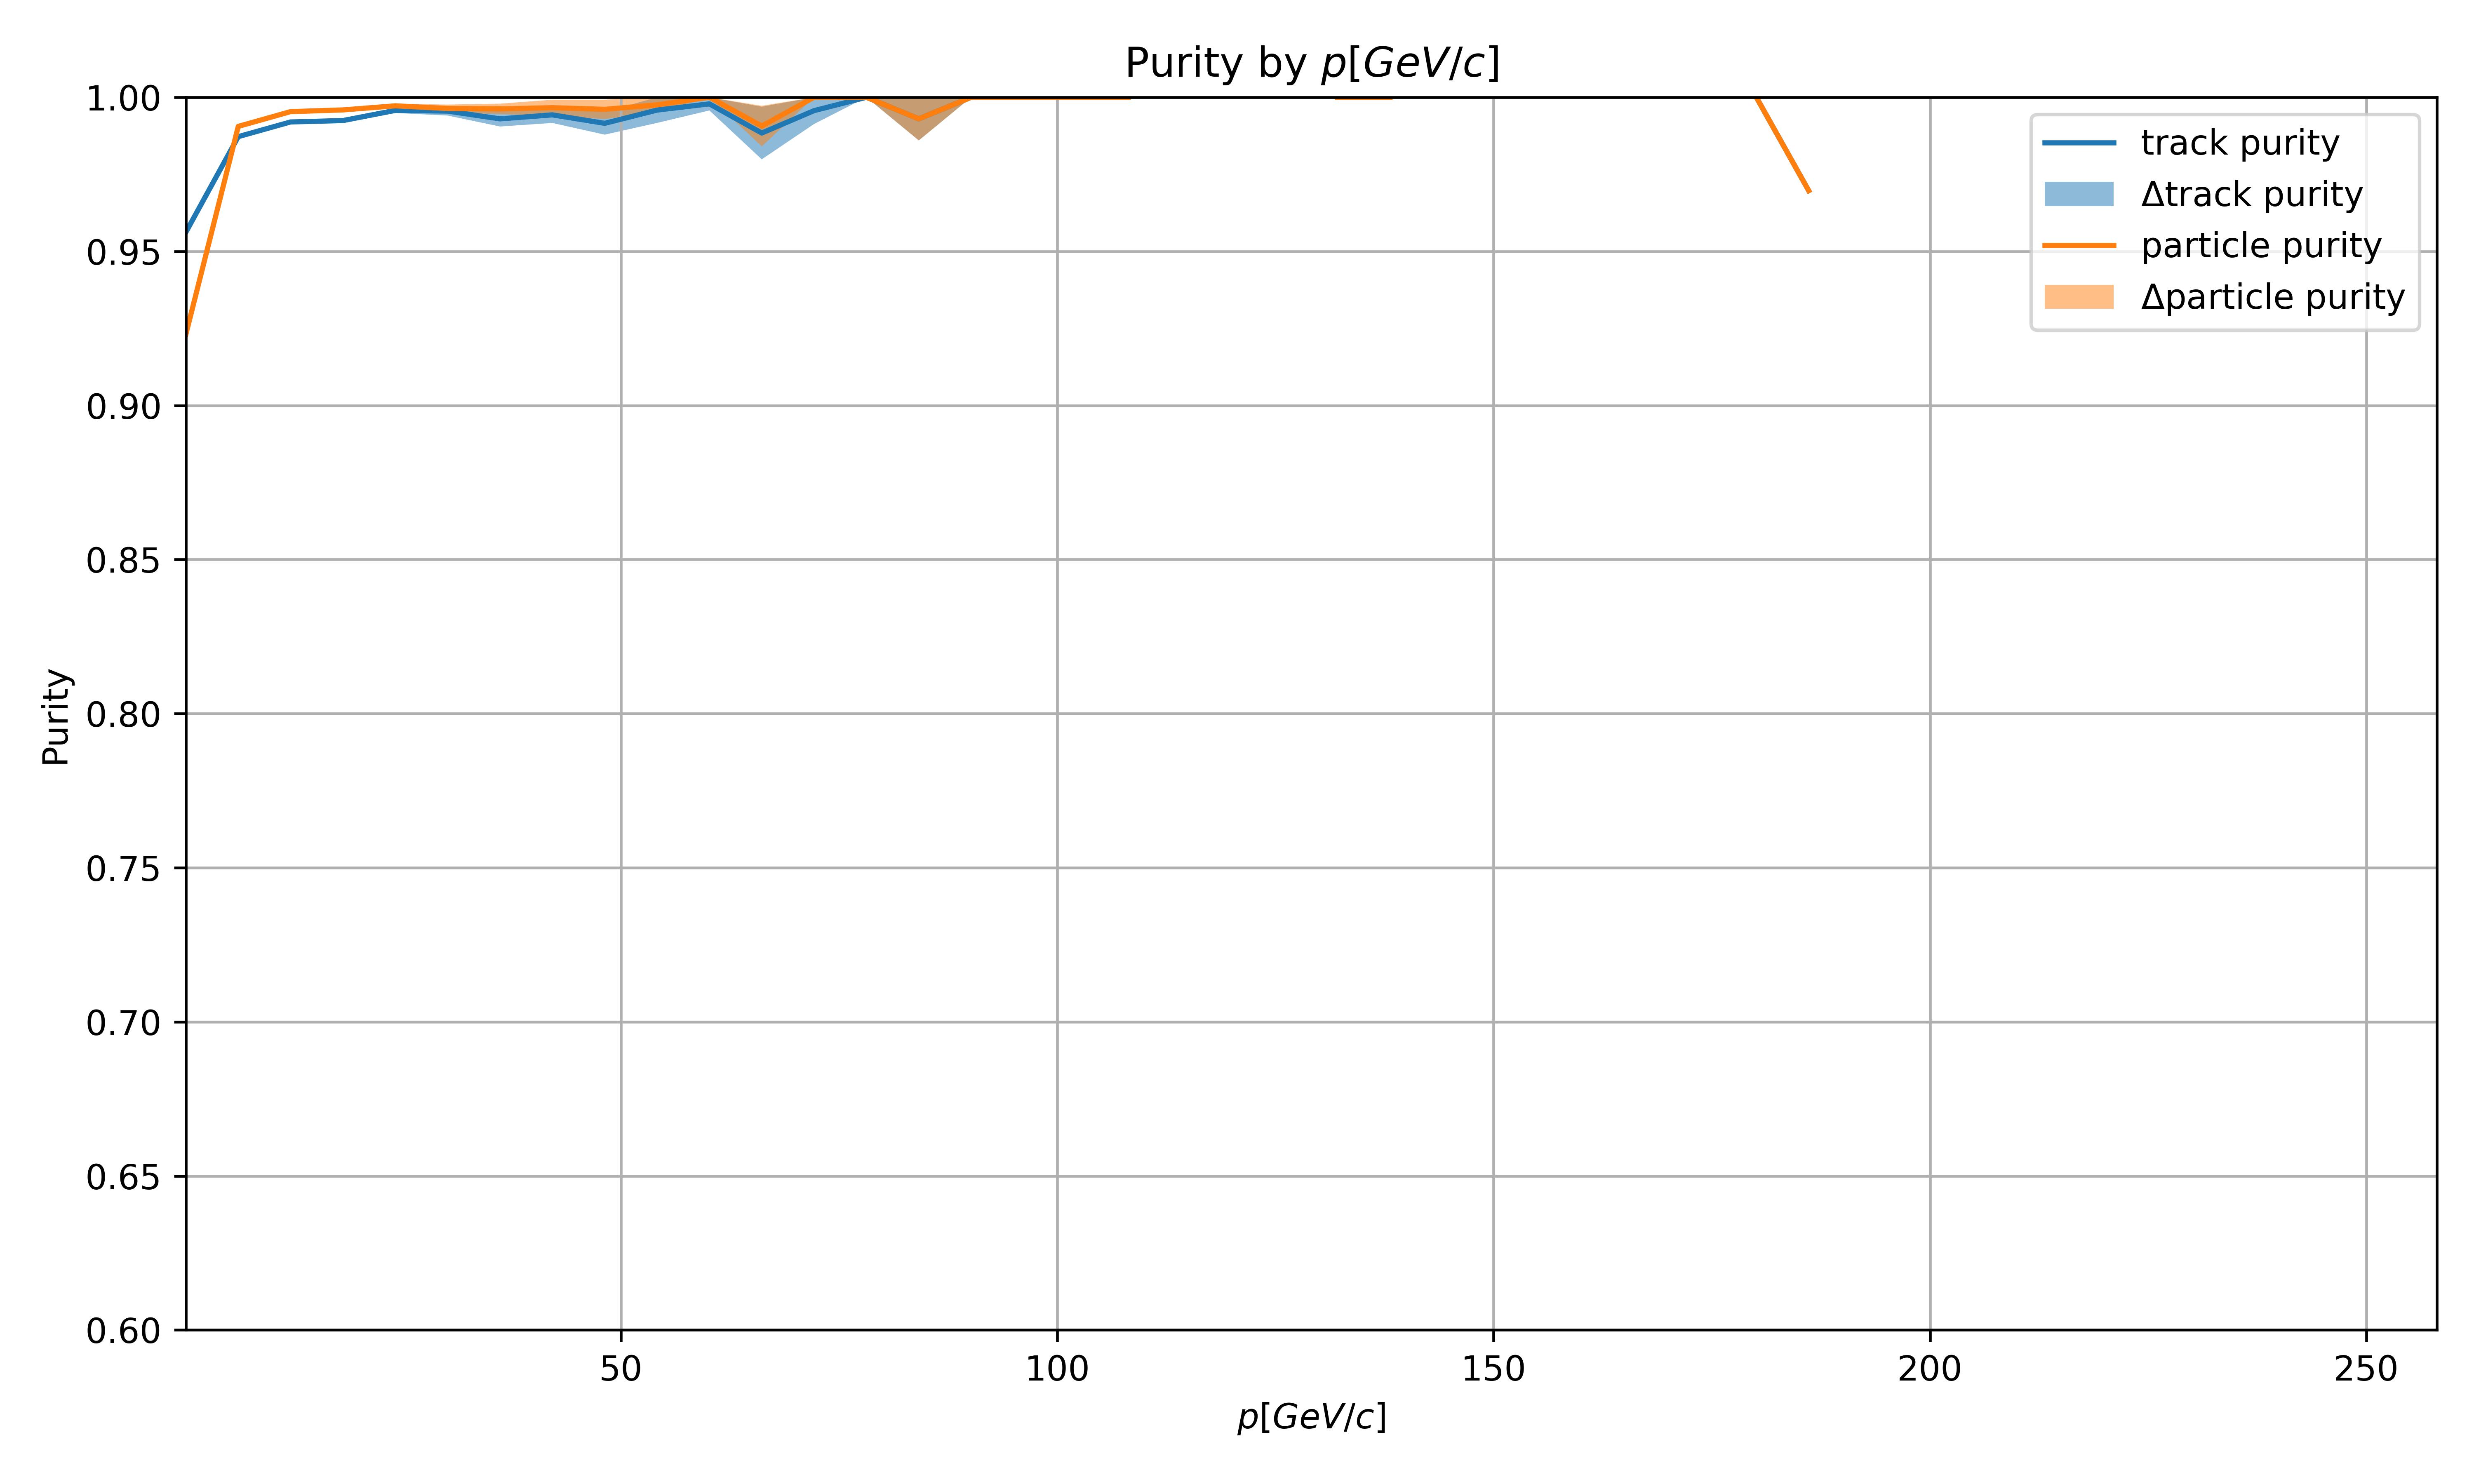 Purity by p[GeV/c]
1.00
0.95
0.90
0.85
0.80
0.75
0.70
0.65
0.60
Purity
track purity
Δtrack purity
particle purity
Δparticle purity
50 100 150 200 250
p[GeV/c]